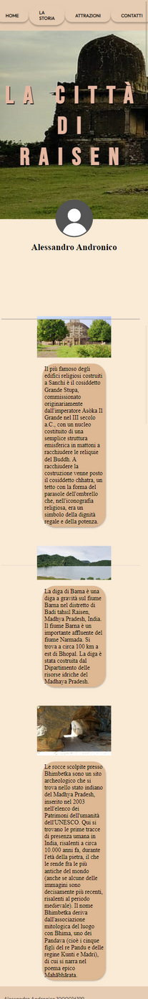 HOME
LA STORIA
ATTRAZIONI
CONTATTI
LA CITTÀ
DI
RAISEN
Alessandro Andronico
Il più famoso degli
edifici religiosi costruiti
a Sanchi è il cosiddetto
Grande Stupa,
commissionato
originariamente
dall'imperatore Asòka Il
Grande nel III secolo
a.C., con un nucleo
costituito di una
semplice struttura
emisferica in mattoni a
racchiudere le reliquie
del Buddh. A
racchiudere la
costruzione venne posto
il cosiddetto chhatra, un
tetto con la forma del
parasole dell'ombrello
che, nell'iconografia
religiosa, era un
simbolo della dignità
regale e della potenza.
La diga di Barna è una
diga a gravità sul fiume
Barna nel distretto di
Badi tahsil Raisen,
Madhya Pradesh, India.
Il fiume Barna è un
importante affluente del
fiume Narmada. Si
trova a circa 100 km a
est di Bhopal. La diga è
stata costruita dal
Dipartimento delle
risorse idriche del
Madhaya Pradesh.
Le rocce scolpite presso
Bhimbetka sono un sito
archeologico che si
trova nello stato indiano
del Madhya Pradesh,
inserito nel 2003
nell'elenco dei
Patrimoni dell'umanità
dell'UNESCO. Qui si
trovano le prime tracce
di presenza umana in
India, risalenti a circa
10.000 anni fa, durante
l'età della pietra, il che
le rende fra le più
antiche del mondo
(anche se alcune delle
immagini sono
decisamente più recenti,
risalenti al periodo
medievale). Il nome
Bhimbetka deriva
dall'associazione
mitologica del luogo
con Bhima, uno dei
Pandava (cioè i cinque
figli del re Pandu e delle
regine Kunti e Madri),
di cui si narra nel
poema epico
Mahābhārata.
Alessandro Andronico